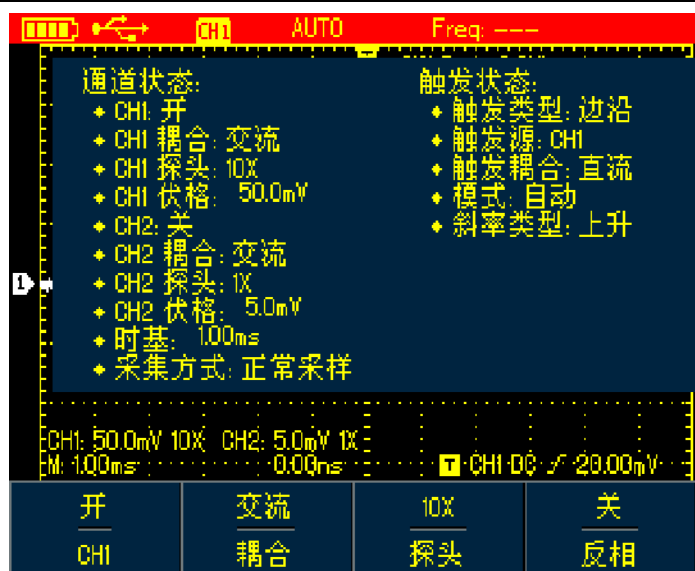 CH1 AUTO Freq: ---
通道状态:
CH1: 开
CH1 耦合: 交流
CH1 探头: 10X
CH1 伏格: 50.0mV
CH2: 关
CH2 耦合: 交流
CH2 探头: 1X
CH2 伏格: 5.0mV
时基: 1.00ms
采集方式: 正常采样
触发状态:
触发类型: 边沿
触发源: CH1
触发耦合: 直流
模式: 自动
斜率类型: 上升
1
CH1: 50.0mV 10X CH2: 5.0mV 1X
M: 1.00ms 0.00ns T CH1 DC 28.00mV
开 交流 10X 关
CH1 耦合 探头 反相